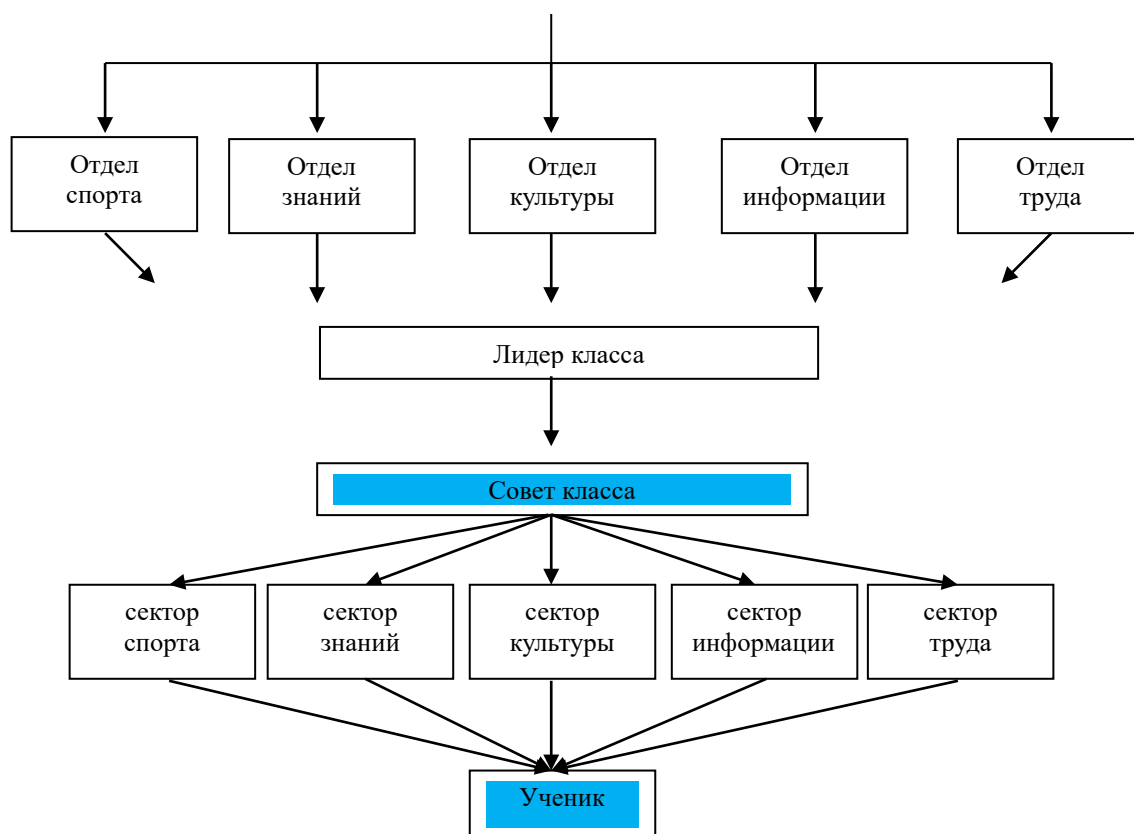 Отдел
спорта
Отдел
знаний
Отдел
культуры
Отдел
информации
Отдел
труда
Лидер класса
Совет класса
сектор
спорта
сектор
знаний
сектор
культуры
сектор
информации
сектор
труда
Ученик